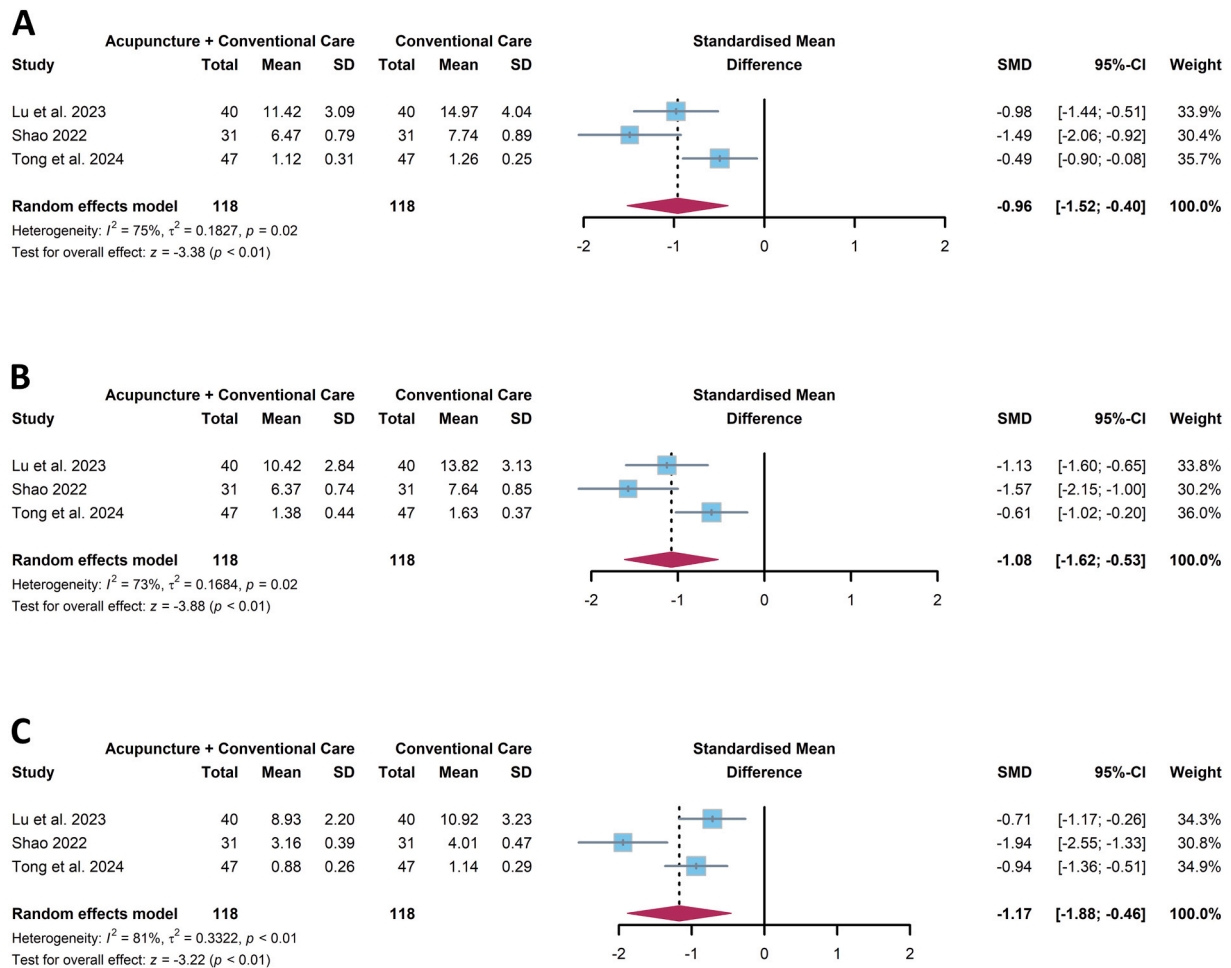 A
Acupuncture + Conventional Care Conventional Care Standardised Mean
Study Total Mean SD Total Mean SD Difference SMD 95%-CI Weight
Lu et al. 2023 40 11.42 3.09 40 14.97 4.04 -0.98 [-1.44; -0.51] 33.9%
Shao 2022 31 6.47 0.79 31 7.74 0.89 -1.49 [-2.06; -0.92] 30.4%
Tong et al. 2024 47 1.12 0.31 47 1.26 0.25 -0.49 [-0.90; -0.08] 35.7%
Random effects model 118 118 -0.96 [-1.52; -0.40] 100.0%
Heterogeneity: I² = 75%, τ² = 0.1827, p = 0.02
Test for overall effect: z = -3.38 (p < 0.01)
-2 -1 0 1 2
B
Acupuncture + Conventional Care Conventional Care Standardised Mean
Study Total Mean SD Total Mean SD Difference SMD 95%-CI Weight
Lu et al. 2023 40 10.42 2.84 40 13.82 3.13 -1.13 [-1.60; -0.65] 33.8%
Shao 2022 31 6.37 0.74 31 7.64 0.85 -1.57 [-2.15; -1.00] 30.2%
Tong et al. 2024 47 1.38 0.44 47 1.63 0.37 -0.61 [-1.02; -0.20] 36.0%
Random effects model 118 118 -1.08 [-1.62; -0.53] 100.0%
Heterogeneity: I² = 73%, τ² = 0.1684, p = 0.02
Test for overall effect: z = -3.88 (p < 0.01)
-2 -1 0 1 2
C
Acupuncture + Conventional Care Conventional Care Standardised Mean
Study Total Mean SD Total Mean SD Difference SMD 95%-CI Weight
Lu et al. 2023 40 8.93 2.20 40 10.92 3.23 -0.71 [-1.17; -0.26] 34.3%
Shao 2022 31 3.16 0.39 31 4.01 0.47 -1.94 [-2.55; -1.33] 30.8%
Tong et al. 2024 47 0.88 0.26 47 1.14 0.29 -0.94 [-1.36; -0.51] 34.9%
Random effects model 118 118 -1.17 [-1.88; -0.46] 100.0%
Heterogeneity: I² = 81%, τ² = 0.3322, p < 0.01
Test for overall effect: z = -3.22 (p < 0.01)
-2 -1 0 1 2